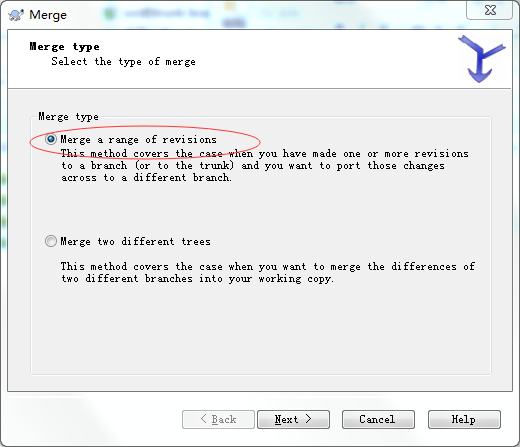 Merge
Merge type
Select the type of merge
Merge type
Merge a range of revisions
This method covers the case when you have made one or more revisions
to a branch (or to the trunk) and you want to port those changes
across to a different branch.
Merge two different trees
This method covers the case when you want to merge the differences of
two different branches into your working copy.
< Back
Next >
Cancel
Help